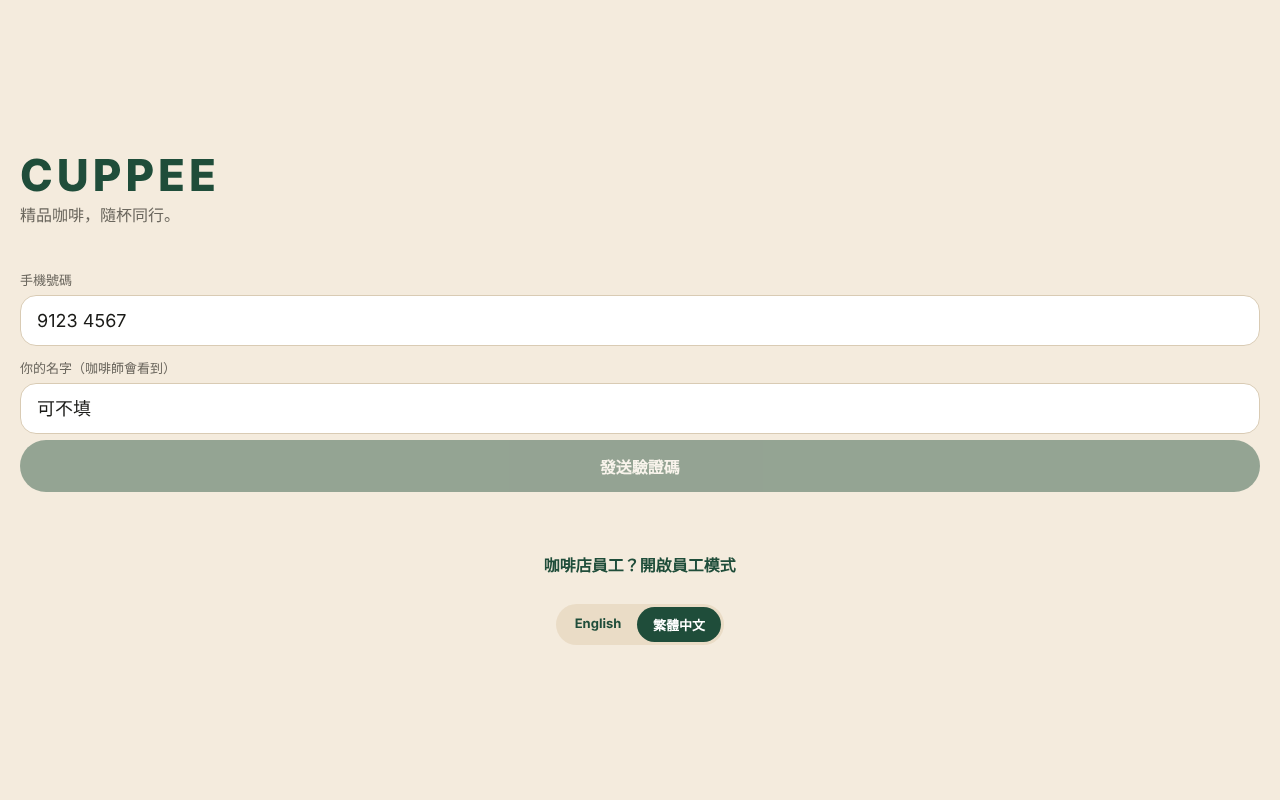 CUPPEE
精品咖啡，隨杯同行。
手機號碼
9123 4567
你的名字（咖啡師會看到）
可不填
發送驗證碼
咖啡店員工？開啟員工模式
English
繁體中文